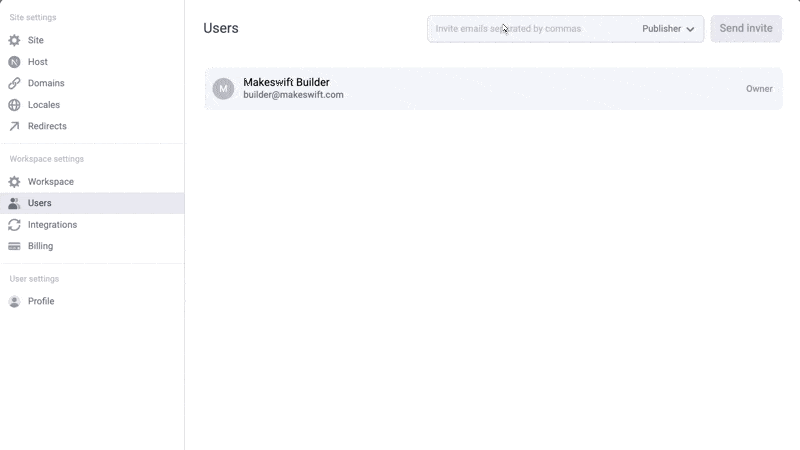 Site settings
Site
Host
Domains
Locales
Redirects
Workspace settings
Workspace
Users
Integrations
Billing
User settings
Profile
Users
Invite emails separated by commas
Publisher
Send invite
M
Makeswift Builder
builder@makeswift.com
Owner